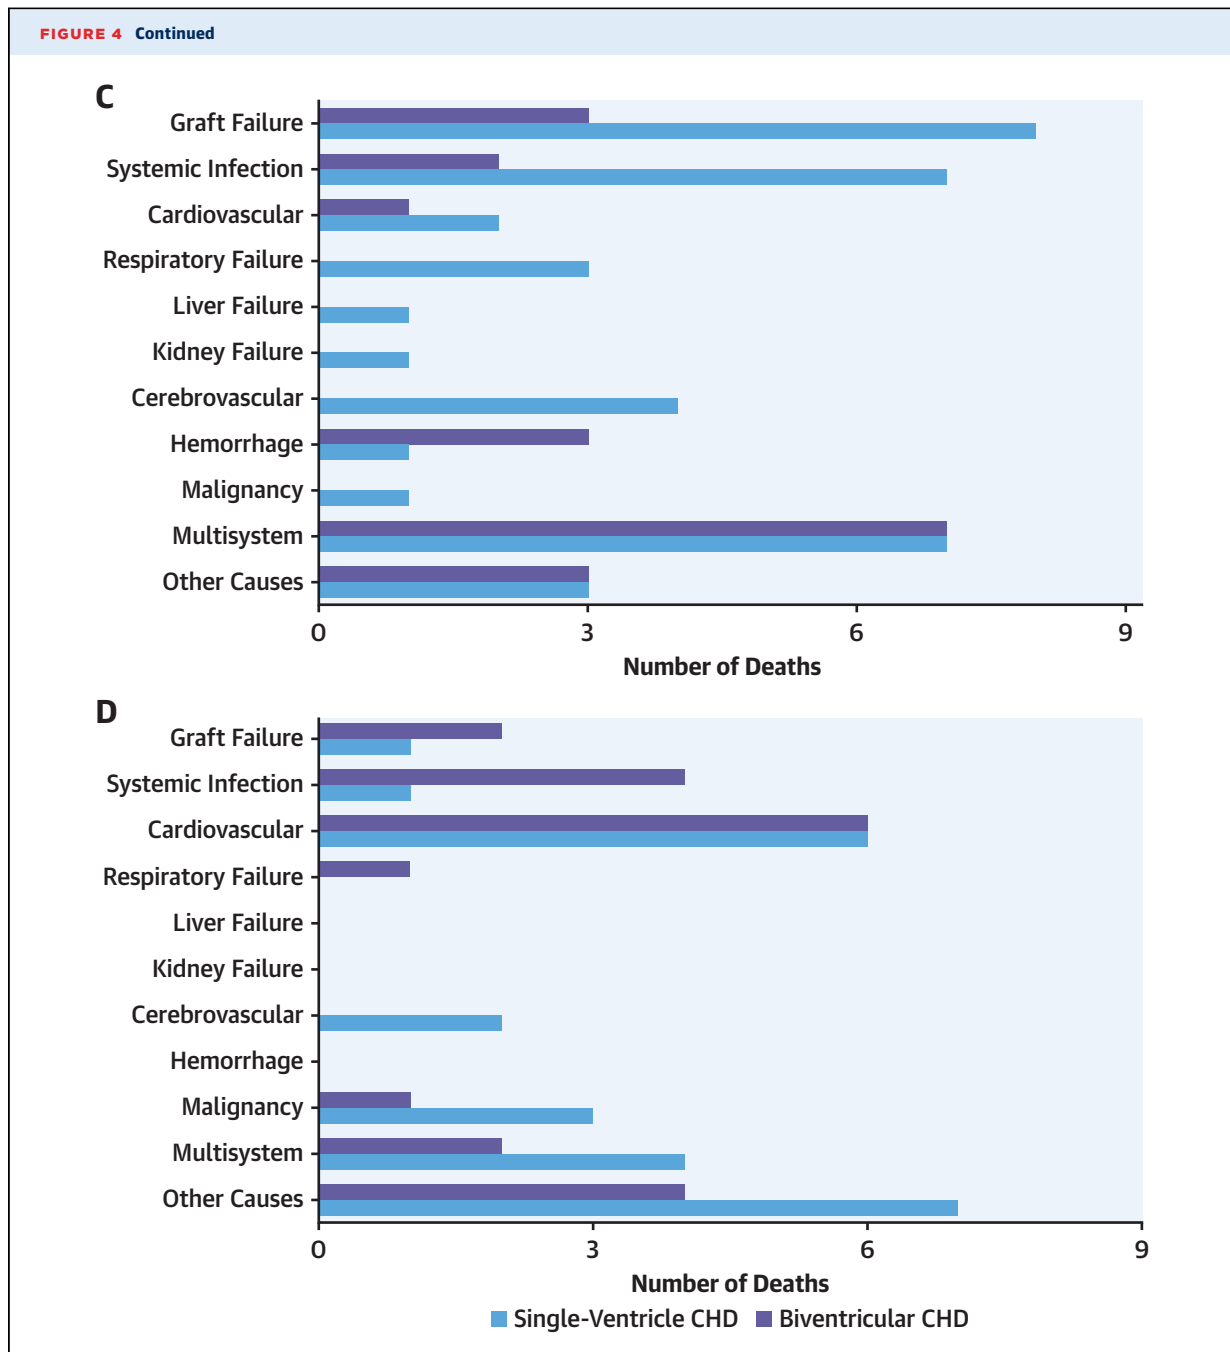 FIGURE 4 Continued
C
Graft Failure
Systemic Infection
Cardiovascular
Respiratory Failure
Liver Failure
Kidney Failure
Cerebrovascular
Hemorrhage
Malignancy
Multisystem
Other Causes
0 3 6 9
Number of Deaths
D
Graft Failure
Systemic Infection
Cardiovascular
Respiratory Failure
Liver Failure
Kidney Failure
Cerebrovascular
Hemorrhage
Malignancy
Multisystem
Other Causes
0 3 6 9
Number of Deaths
Single-Ventricle CHD Biventricular CHD